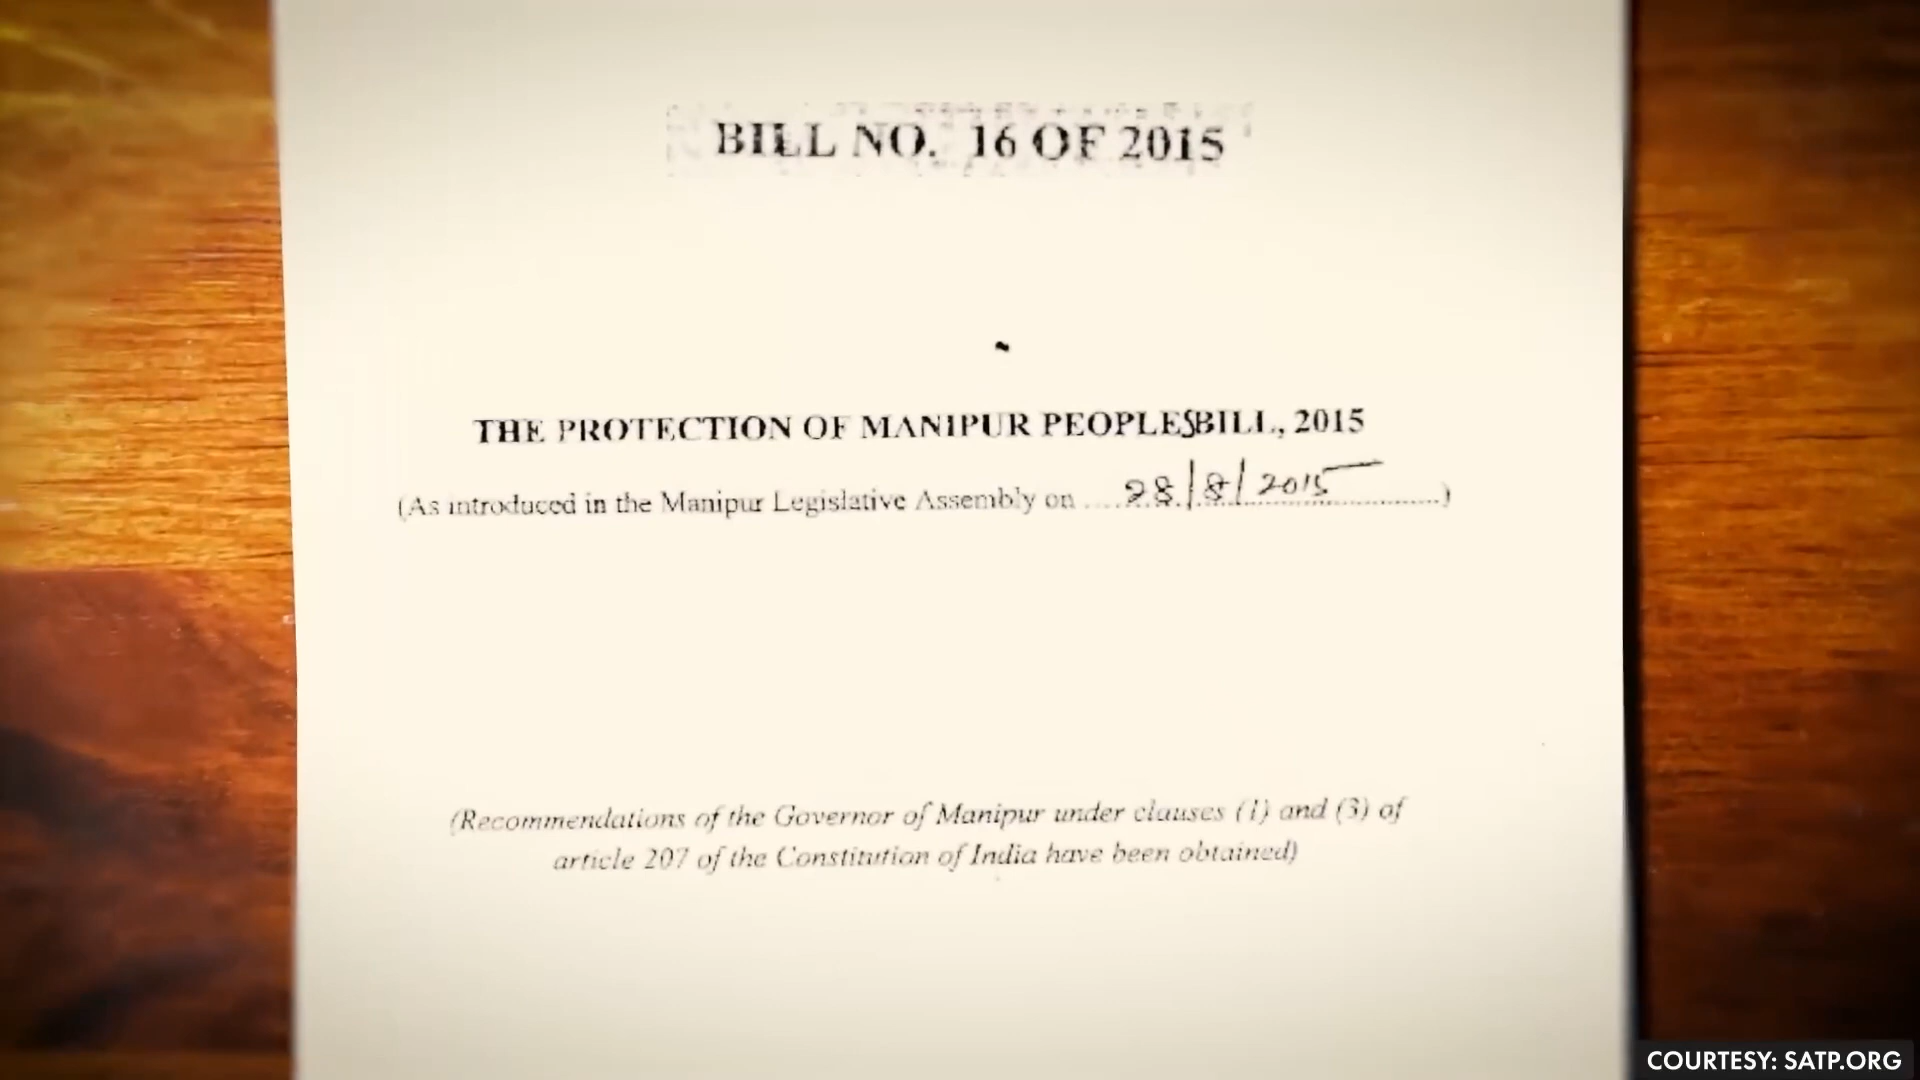 BILL NO. 16 OF 2015
THE PROTECTION OF MANIPUR PEOPLES BILL, 2015
(As introduced in the Manipur Legislative Assembly on ....28/8/2015....................)
(Recommendations of the Governor of Manipur under clauses (1) and (3) of
article 207 of the Constitution of India have been obtained)
COURTESY: SATP.ORG